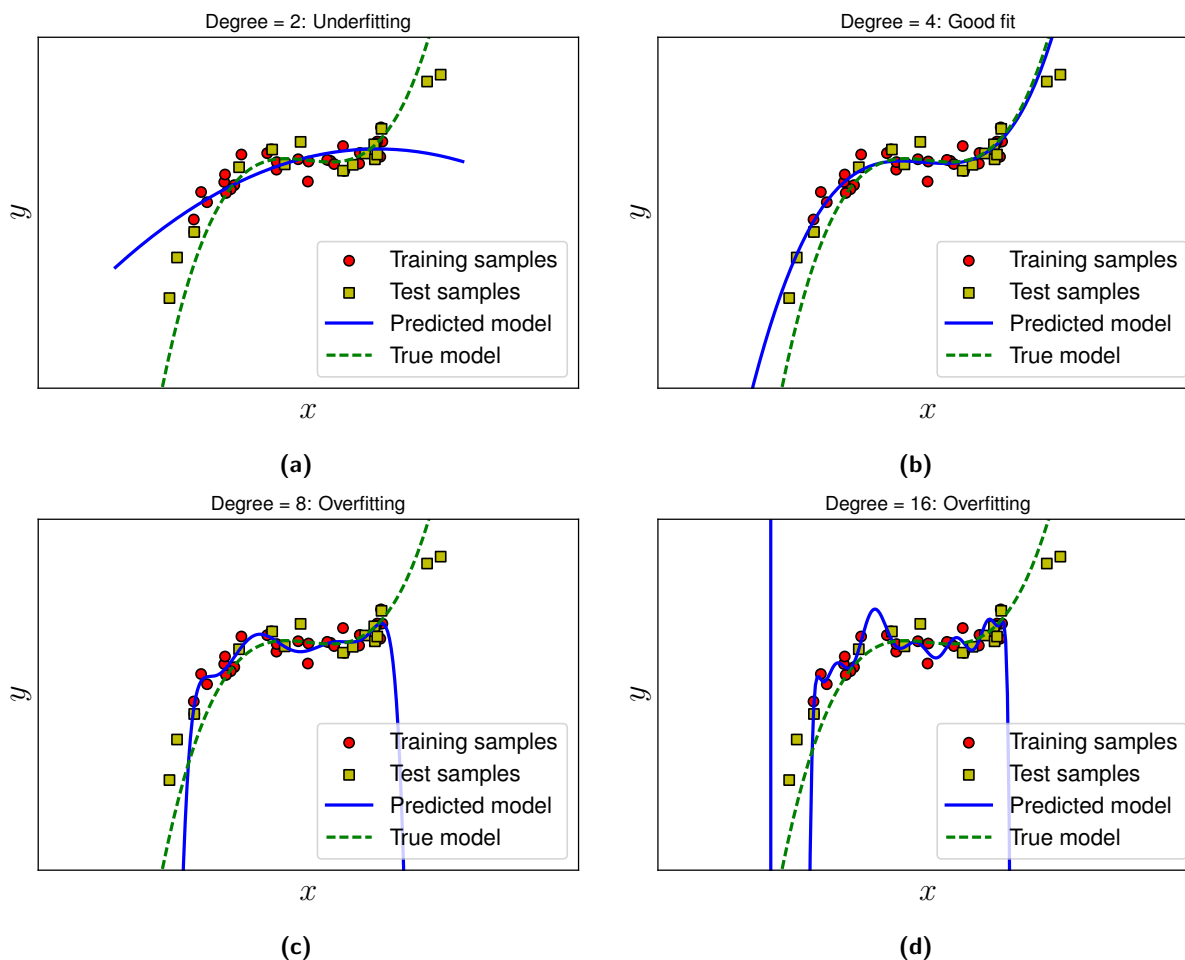 Degree = 2: Underfitting
y
Training samples
Test samples
Predicted model
True model
x
(a)
Degree = 4: Good fit
y
Training samples
Test samples
Predicted model
True model
x
(b)
Degree = 8: Overfitting
y
Training samples
Test samples
Predicted model
True model
x
(c)
Degree = 16: Overfitting
y
Training samples
Test samples
Predicted model
True model
x
(d)